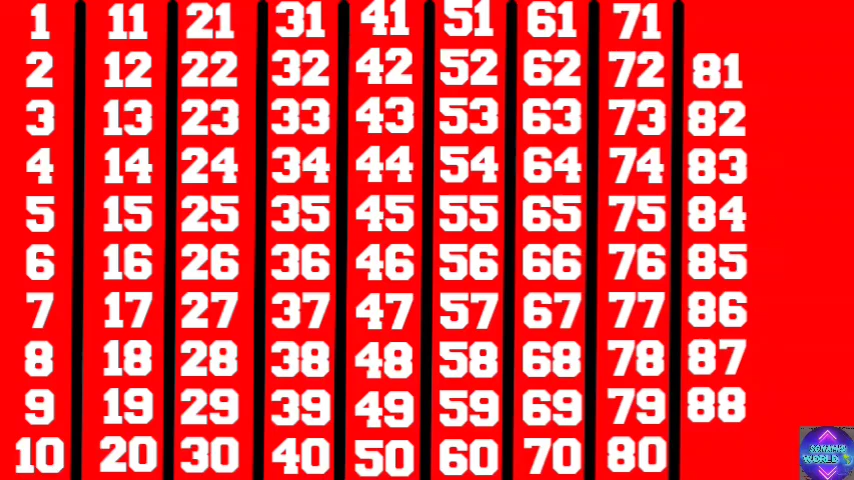 1 11 21 31 41 51 61 71
2 12 22 32 42 52 62 72 81
3 13 23 33 43 53 63 73 82
4 14 24 34 44 54 64 74 83
5 15 25 35 45 55 65 75 84
6 16 26 36 46 56 66 76 85
7 17 27 37 47 57 67 77 86
8 18 28 38 48 58 68 78 87
9 19 29 39 49 59 69 79 88
10 20 30 40 50 60 70 80
WORLD